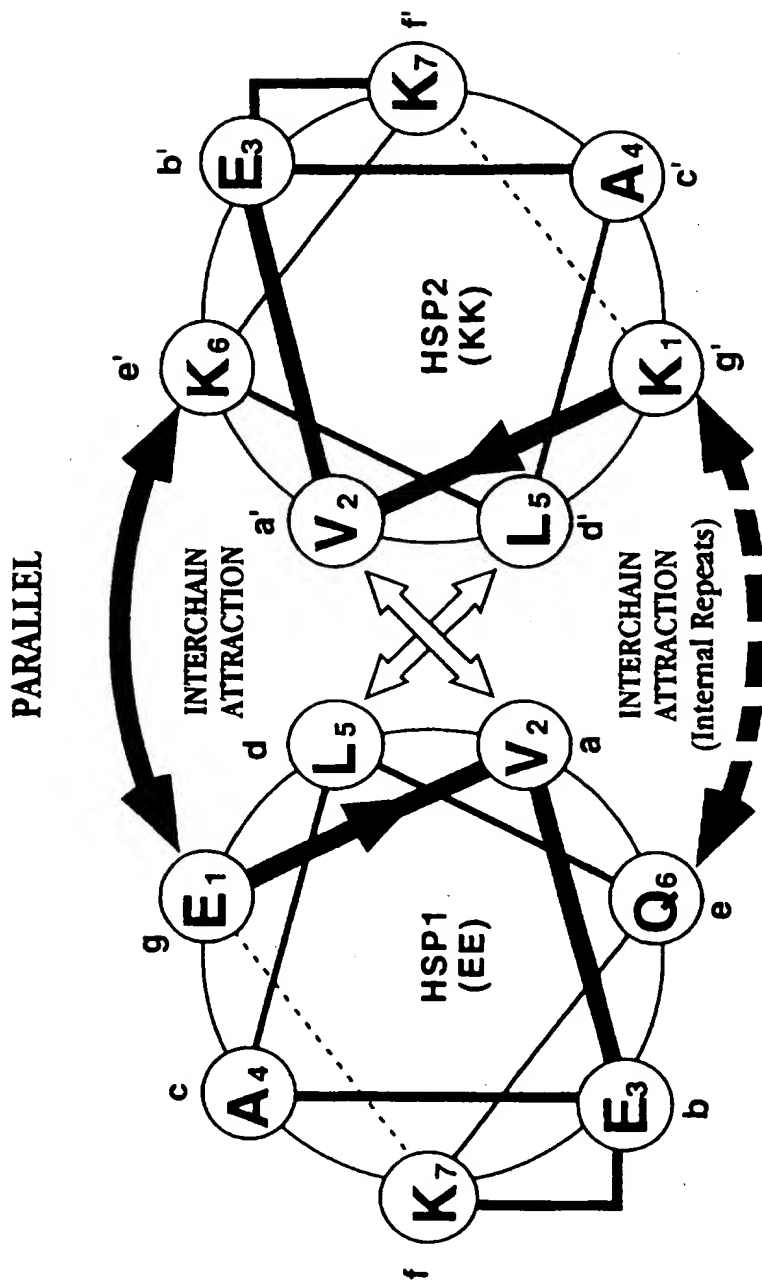 PARALLEL
g
E1
c
A4
d
L5
HSP1
(EE)
f
K7
V2
a
E3
b
Q6
e
INTERCHAIN
ATTRACTION
INTERCHAIN
ATTRACTION
(Internal Repeats)
e'
K6
b'
E3
a'
V2
HSP2
(KK)
f'
K7
L5
d'
A4
c'
K1
g'